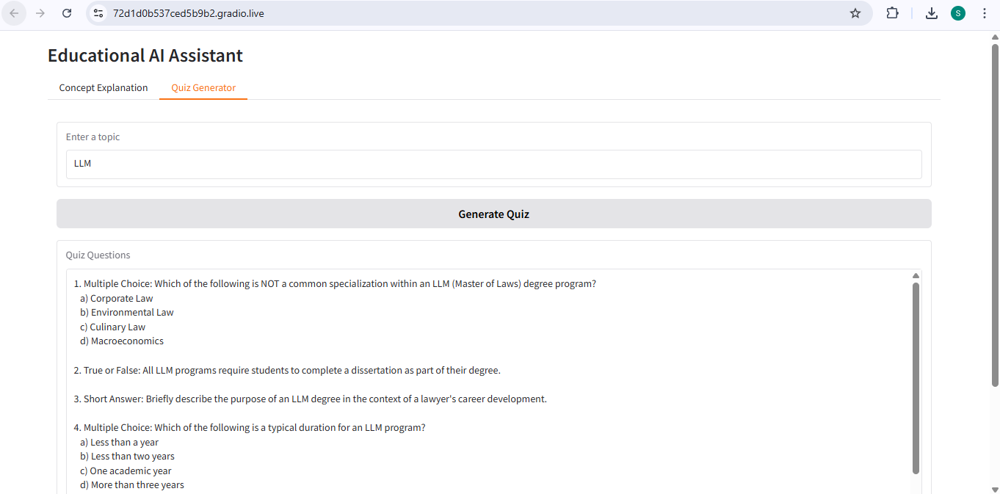 72d1d0b537ced5b9b2.gradio.live
S
Educational AI Assistant
Concept Explanation Quiz Generator
Enter a topic
LLM
Generate Quiz
Quiz Questions
1. Multiple Choice: Which of the following is NOT a common specialization within an LLM (Master of Laws) degree program?
a) Corporate Law
b) Environmental Law
c) Culinary Law
d) Macroeconomics
2. True or False: All LLM programs require students to complete a dissertation as part of their degree.
3. Short Answer: Briefly describe the purpose of an LLM degree in the context of a lawyer's career development.
4. Multiple Choice: Which of the following is a typical duration for an LLM program?
a) Less than a year
b) Less than two years
c) One academic year
d) More than three years